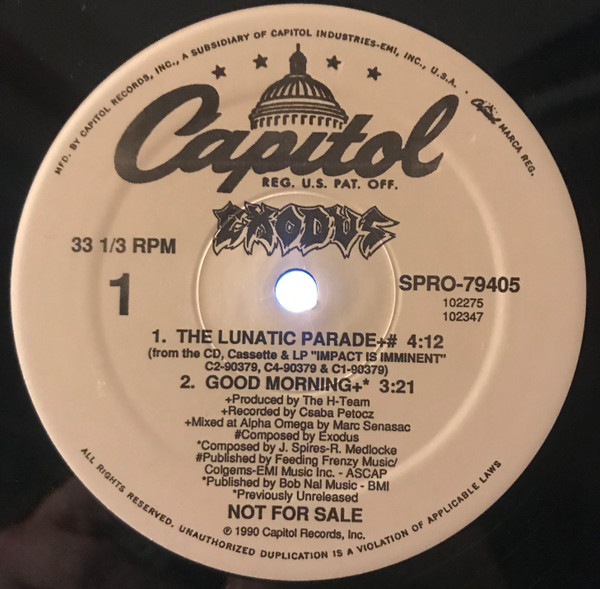 MFD. BY CAPITOL RECORDS, INC., A SUBSIDIARY OF CAPITOL INDUSTRIES-EMI, INC., U.S.A. · Capitol MARCA REG.
Capitol
REG. U.S. PAT. OFF.
EXODUS
33 1/3 RPM
1
SPRO-79405
102275
102347
1. THE LUNATIC PARADE+# 4:12
(from the CD, Cassette & LP "IMPACT IS IMMINENT"
C2-90379, C4-90379 & C1-90379)
2. GOOD MORNING+* 3:21
+Produced by The H-Team
+Recorded by Csaba Petocz
+Mixed at Alpha Omega by Marc Senasac
#Composed by Exodus
*Composed by J. Spires-R. Medlocke
#Published by Feeding Frenzy Music/
Colgems-EMI Music Inc. - ASCAP
*Published by Bob Nal Music - BMI
*Previously Unreleased
NOT FOR SALE
℗ 1990 Capitol Records, Inc.
ALL RIGHTS RESERVED. UNAUTHORIZED DUPLICATION IS A VIOLATION OF APPLICABLE LAWS